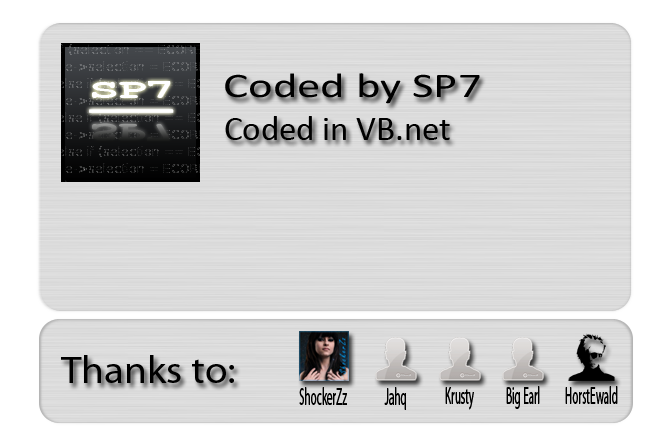 SP7
Coded by SP7
Coded in VB.net
Thanks to:
ShockerZz
Jahq
Krusty
Big Earl
HorstEwald